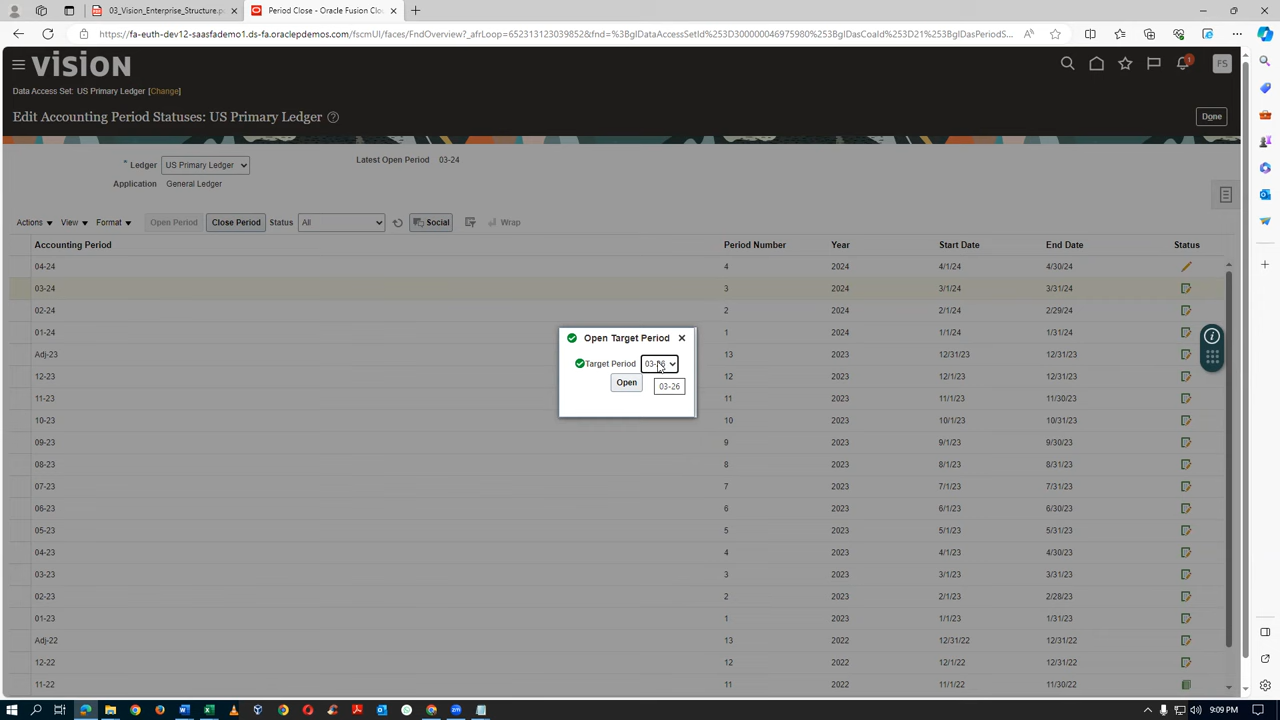 03_Vision_Enterprise_Structure.p
Period Close - Oracle Fusion Clou
https://fa-euth-dev12-saasfademo1.ds-fa.oraclepdemos.com/fscmUI/faces/FndOverview?_afrLoop=65231312303
VISION
FS
1
Data Access Set: US Primary Ledger [Change]
Edit Accounting Period Statuses: US Primary Ledger
Done
* Ledger US Primary Ledger
Latest Open Period 03-24
Application General Ledger
Actions View Format Open Period Close Period Status All Social Wrap
Accounting Period Period Number Year Start Date End Date Status
04-24 4 2024 4/1/24 4/30/24
03-24 3 2024 3/1/24 3/31/24
02-24 2 2024 2/1/24 2/29/24
01-24 1 2024 1/1/24 1/31/24
Adj-23 13 2023 12/31/23 12/31/23
12-23 12 2023 12/1/23 12/31/23
11-23 11 2023 11/1/23 11/30/23
10-23 10 2023 10/1/23 10/31/23
09-23 9 2023 9/1/23 9/30/23
08-23 8 2023 8/1/23 8/31/23
07-23 7 2023 7/1/23 7/31/23
06-23 6 2023 6/1/23 6/30/23
05-23 5 2023 5/1/23 5/31/23
04-23 4 2023 4/1/23 4/30/23
03-23 3 2023 3/1/23 3/31/23
02-23 2 2023 2/1/23 2/28/23
01-23 1 2023 1/1/23 1/31/23
Adj-22 13 2022 12/31/22 12/31/22
12-22 12 2022 12/1/22 12/31/22
11-22 11 2022 11/1/22 11/30/22
Open Target Period
Target Period 03-26
Open
03-26
9:09 PM